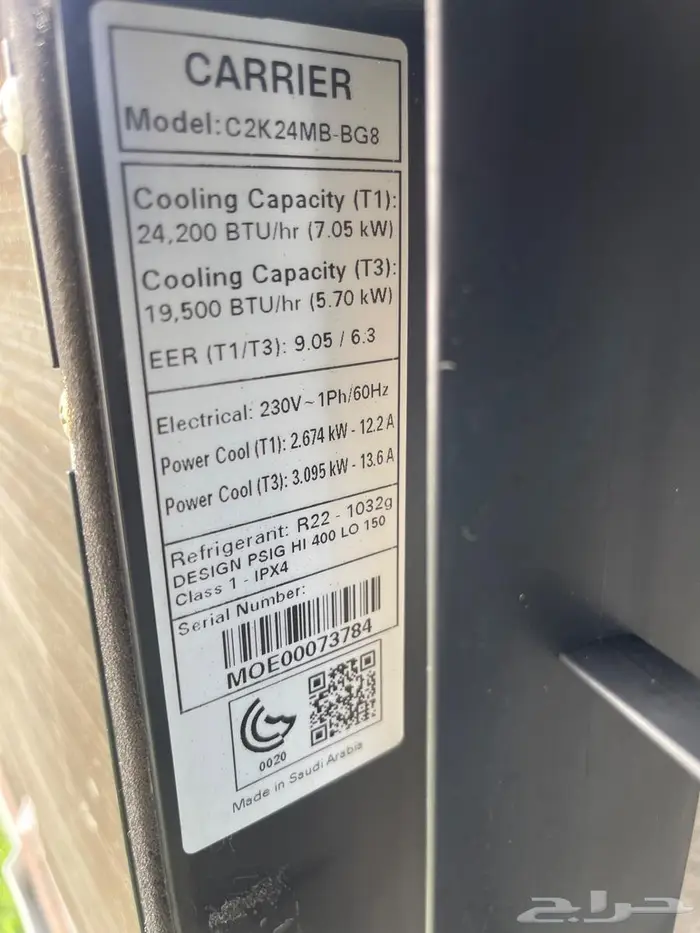 CARRIER
Model:C2K24MB-BG8
Cooling Capacity (T1):
24,200 BTU/hr (7.05 kW)
Cooling Capacity (T3):
19,500 BTU/hr (5.70 kW)
EER (T1/T3): 9.05 / 6.3
Electrical: 230V~1Ph/60Hz
Power Cool (T1): 2.674 kW - 12.2 A
Power Cool (T3): 3.095 kW - 13.6 A
Refrigerant: R22 - 1032g
DESIGN PSIG HI 400 LO 150
Class 1 - IPX4
Serial Number:
MOE00073784
0020
Made in Saudi Arabia
حراج